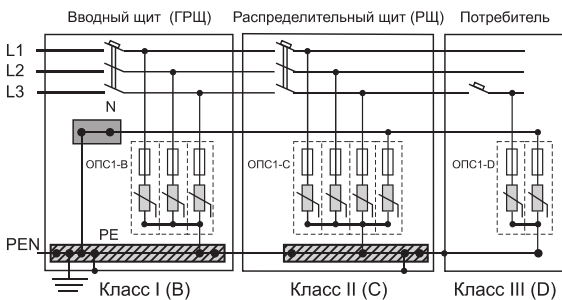 Вводный щит (ГРЩ)
Распределительный щит (РЩ)
Потребитель
L1
L2
L3
N
ОПС1-B
ОПС1-C
ОПС1-D
PEN
PE
Класс I (B)
Класс II (C)
Класс III (D)